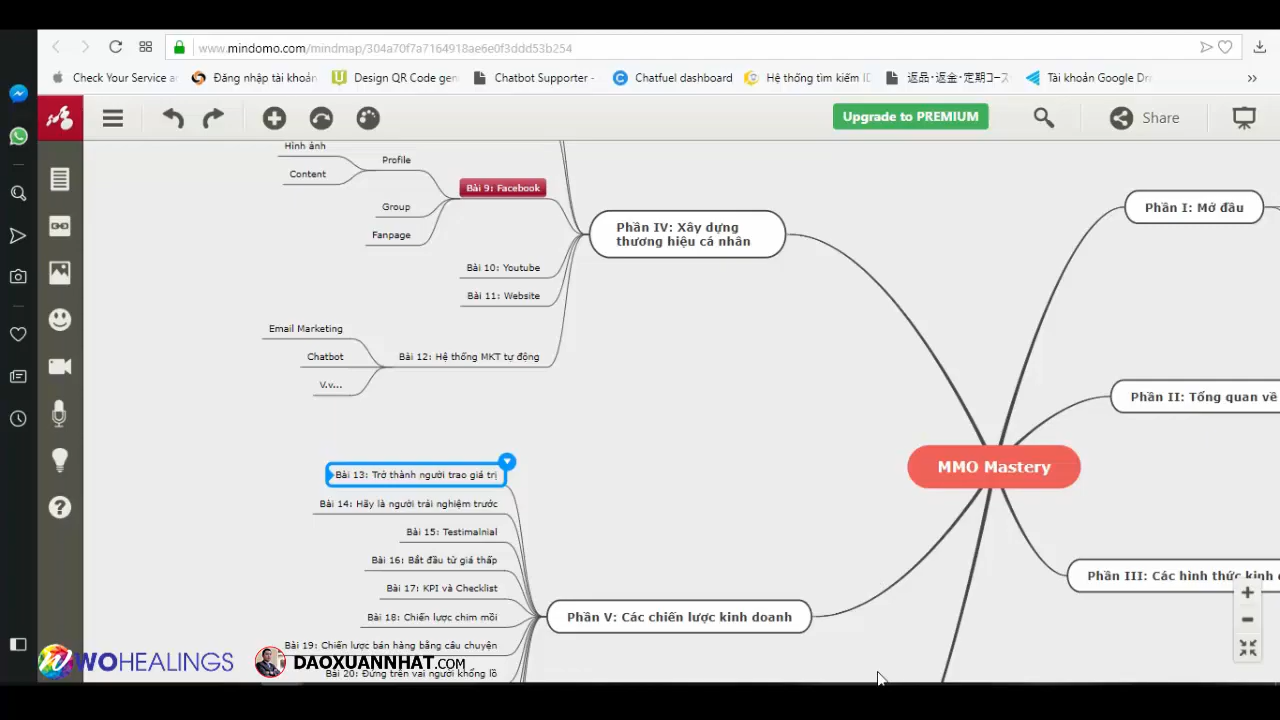 www.mindomo.com/mindmap/304a70f7a7164918ae6e0f3ddd53b254
Check Your Service a
Đăng nhập tài khoản
Design QR Code gen
Chatbot Supporter -
Chatfuel dashboard
Hệ thống tìm kiếm ID
返品・返金・定期コース
Tài khoản Google Dr
Upgrade to PREMIUM
Share
Hình ảnh
Profile
Content
Bài 9: Facebook
Group
Fanpage
Phần IV: Xây dựng
thương hiệu cá nhân
Phần I: Mở đầu
Bài 10: Youtube
Bài 11: Website
Email Marketing
Chatbot
Bài 12: Hệ thống MKT tự động
V.v...
Phần II: Tổng quan về
MMO Mastery
Bài 13: Trở thành người trao giá trị
Bài 14: Hãy là người trải nghiệm trước
Bài 15: Testimalnial
Bài 16: Bắt đầu từ giá thấp
Bài 17: KPI và Checklist
Bài 18: Chiến lược chim mồi
Bài 19: Chiến lược bán hàng bằng câu chuyện
Bài 20: Đứng trên vai người khổng lồ
Phần V: Các chiến lược kinh doanh
Phần III: Các hình thức kinh
WOHEALINGS
DAOXUANNHAT.COM